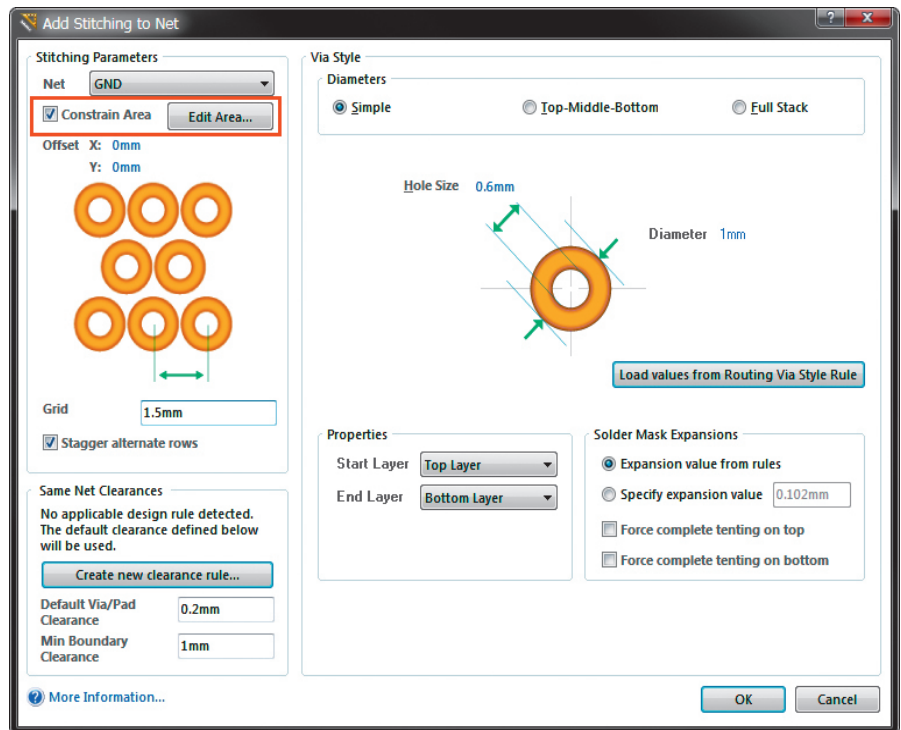 Add Stitching to Net
?
X
Stitching Parameters
Net GND
Constrain Area Edit Area...
Offset X: 0mm
Y: 0mm
Grid 1.5mm
Stagger alternate rows
Same Net Clearances
No applicable design rule detected.
The default clearance defined below
will be used.
Create new clearance rule...
Default Via/Pad
Clearance
0.2mm
Min Boundary
Clearance
1mm
Via Style
Diameters
Simple Top-Middle-Bottom Full Stack
Hole Size 0.6mm
Diameter 1mm
Load values from Routing Via Style Rule
Properties
Start Layer Top Layer
End Layer Bottom Layer
Solder Mask Expansions
Expansion value from rules
Specify expansion value 0.102mm
Force complete tenting on top
Force complete tenting on bottom
? More Information...
OK Cancel